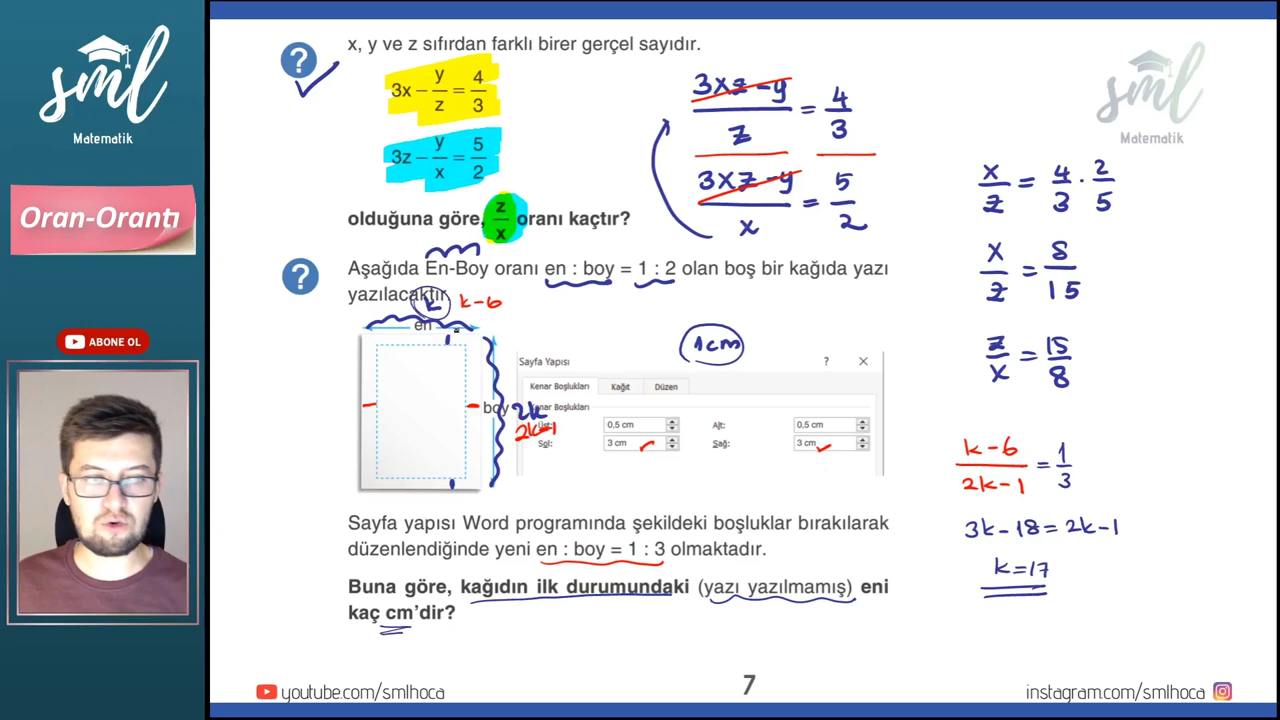 sml
Matematik
Oran-Orantı
ABONE OL
?
x, y ve z sıfırdan farklı birer gerçel sayıdır.
3x - y/z = 4/3
3z - y/x = 5/2
olduğuna göre, z/x oranı kaçtır?
3xz - y / z = 4/3
3xz - y / x = 5/2
sml
Matematik
x/z = 4/3 · 2/5
x/z = 8/15
z/x = 15/8
?
Aşağıda En-Boy oranı en : boy = 1 : 2 olan boş bir kağıda yazı
yazılacaktır.
k k-6
en
boy 2k
2k-1
1cm
Sayfa Yapısı ? ×
Kenar Boşlukları Kağıt Düzen
Kenar Boşlukları
Üst: 0,5 cm Alt: 0,5 cm
Sol: 3 cm Sağ: 3 cm
k-6 / 2k-1 = 1/3
3k-18 = 2k-1
k=17
Sayfa yapısı Word programında şekildeki boşluklar bırakılarak
düzenlendiğinde yeni en : boy = 1 : 3 olmaktadır.
Buna göre, kağıdın ilk durumundaki (yazı yazılmamış) eni
kaç cm'dir?
youtube.com/smlhoca
7
instagram.com/smlhoca